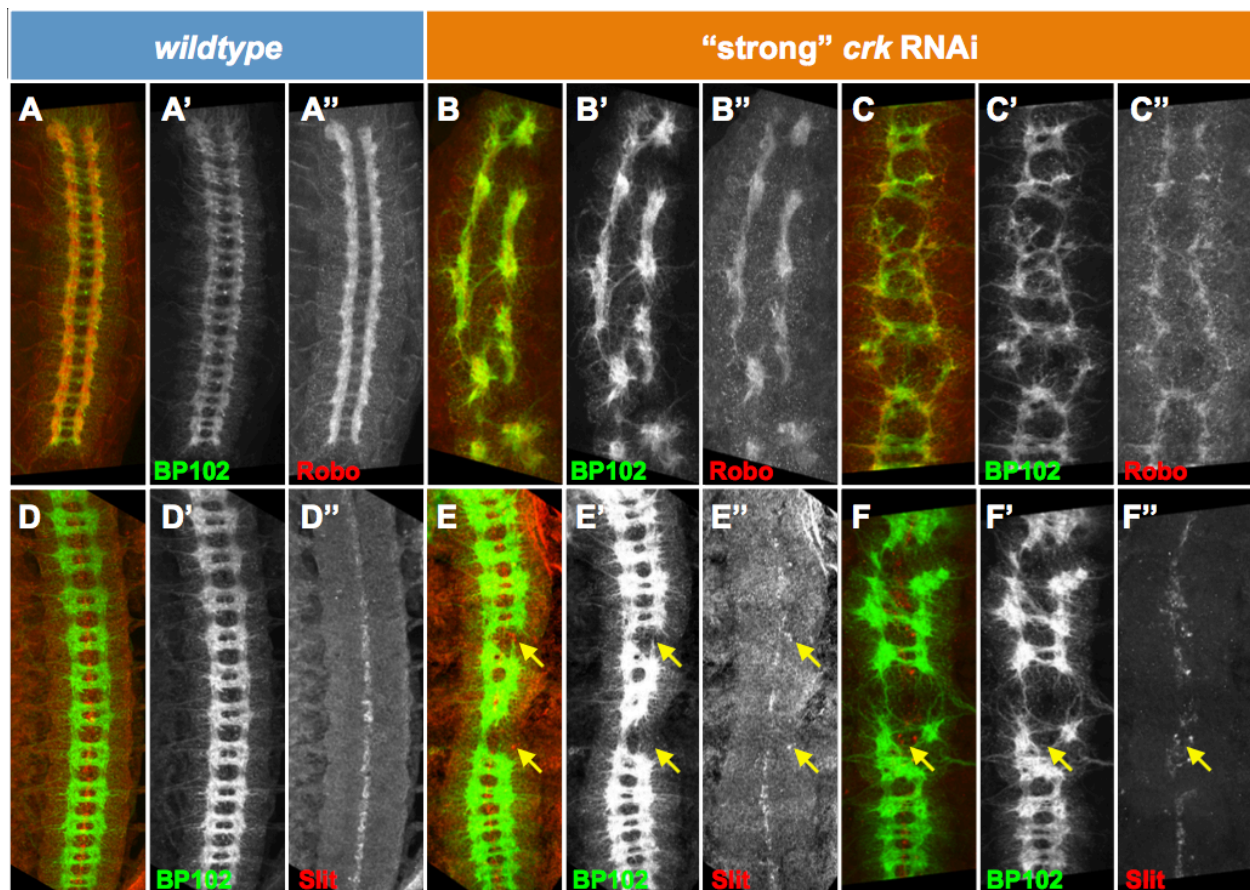 wildtype
“strong” crk RNAi
A A’ A” B B’ B” C C’ C”
BP102 Robo BP102 Robo BP102 Robo
D D’ D” E E’ E” F F’ F”
BP102 Slit BP102 Slit BP102 Slit